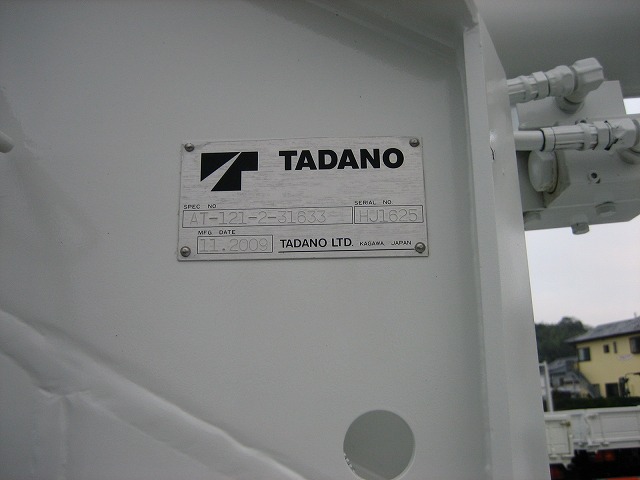 TADANO
SPEC NO SERIAL NO
AT-121-2-31633 HJ1625
MFG. DATE
11.2009 TADANO LTD. KAGAWA, JAPAN